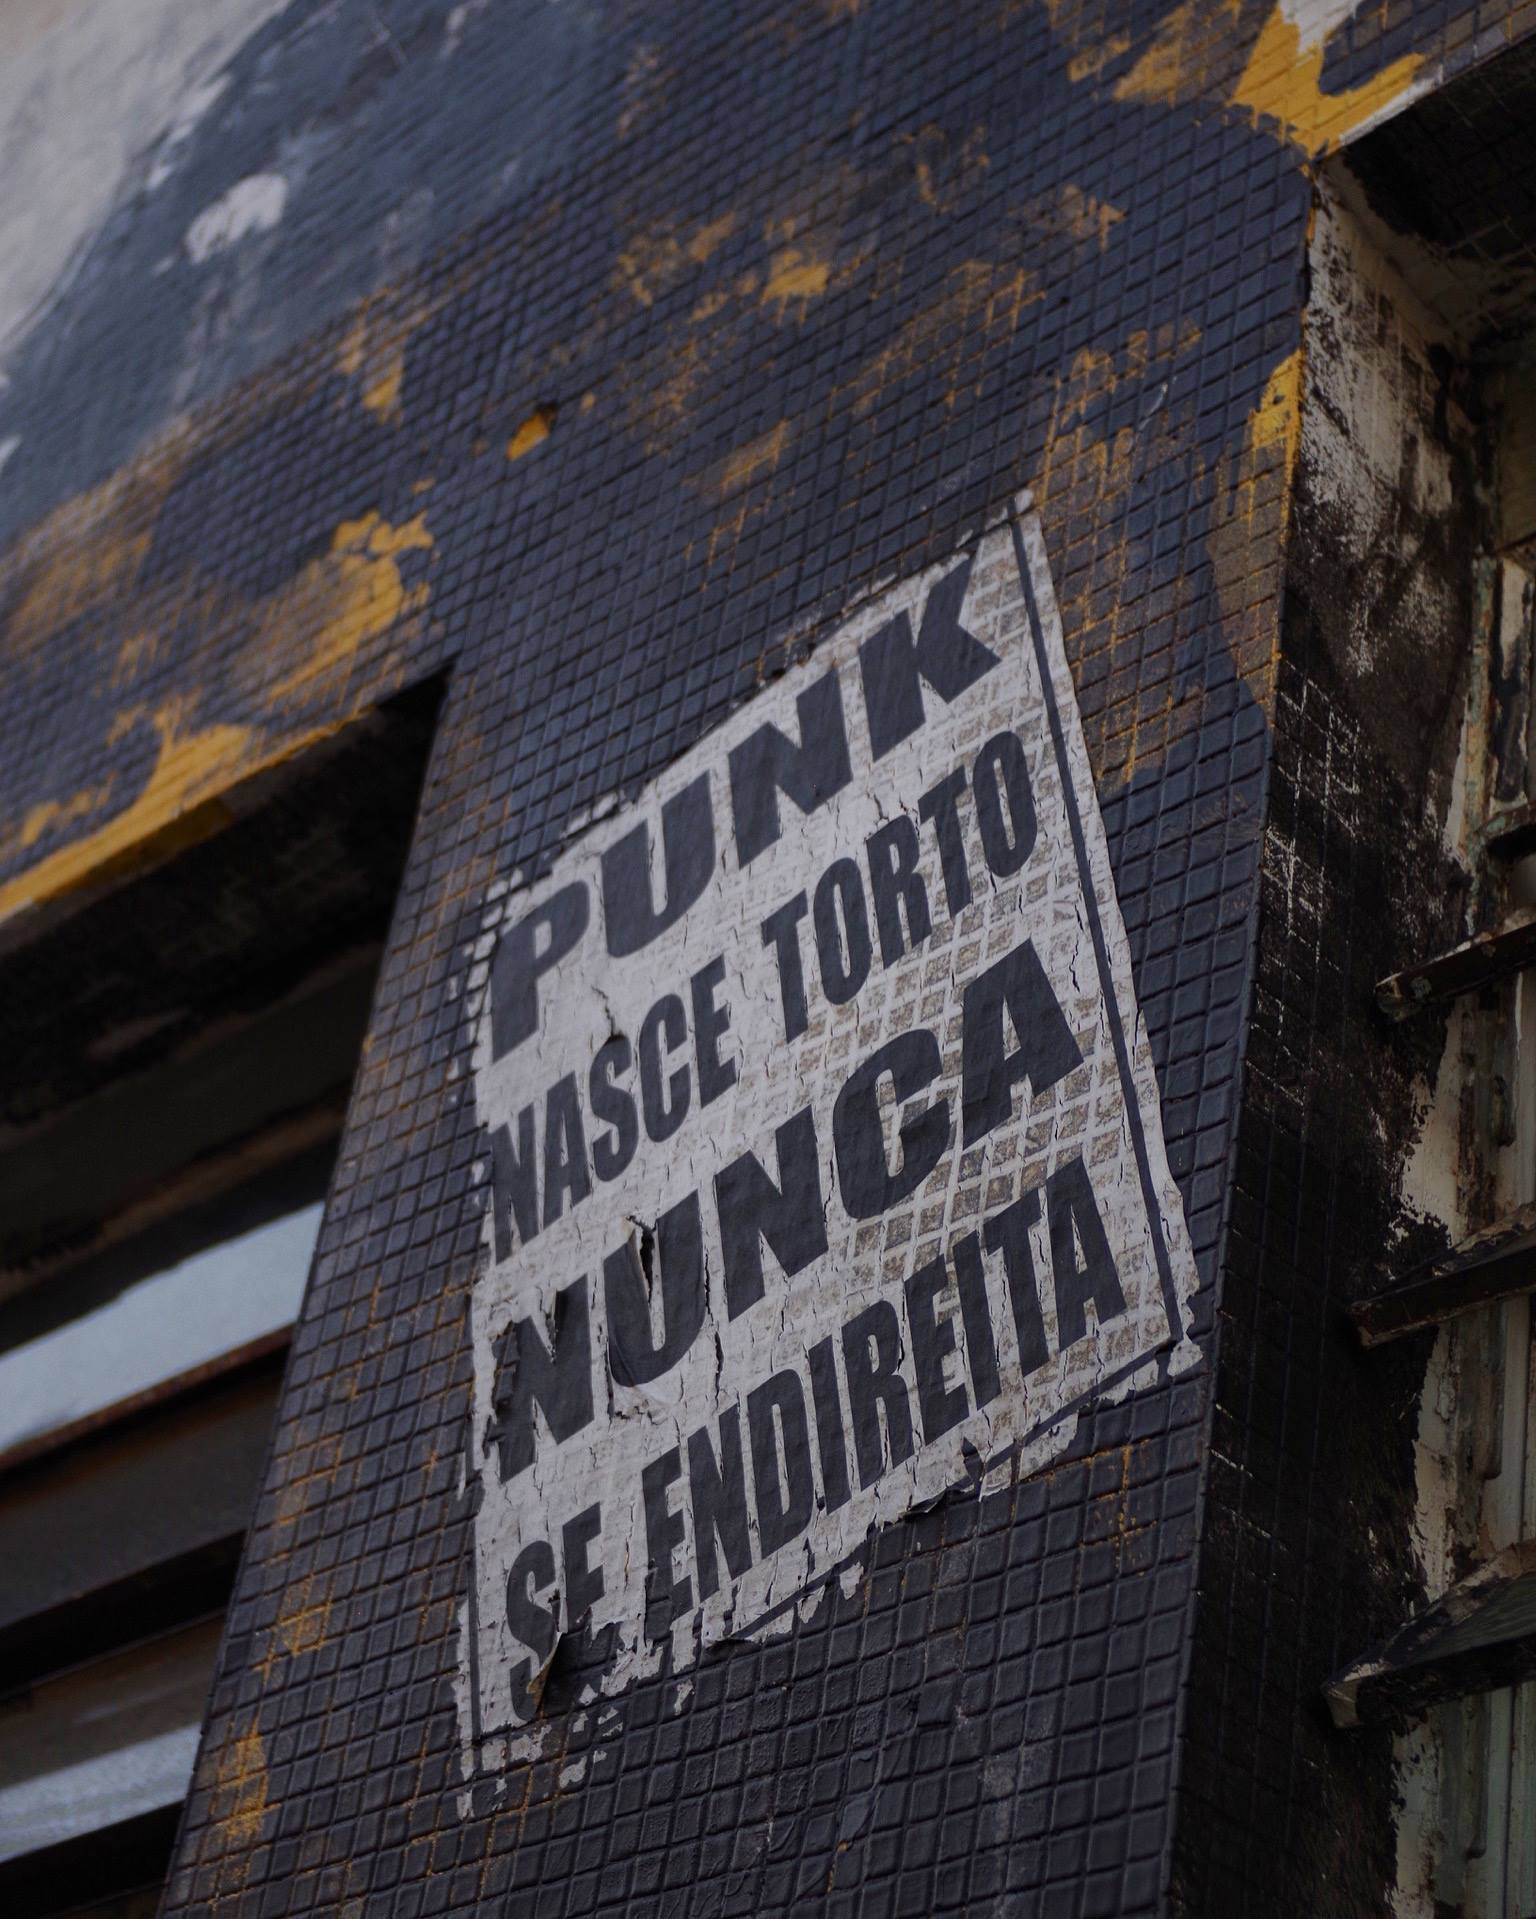 PUNK
NASCE TORTO
NUNCA
SE ENDIREITA